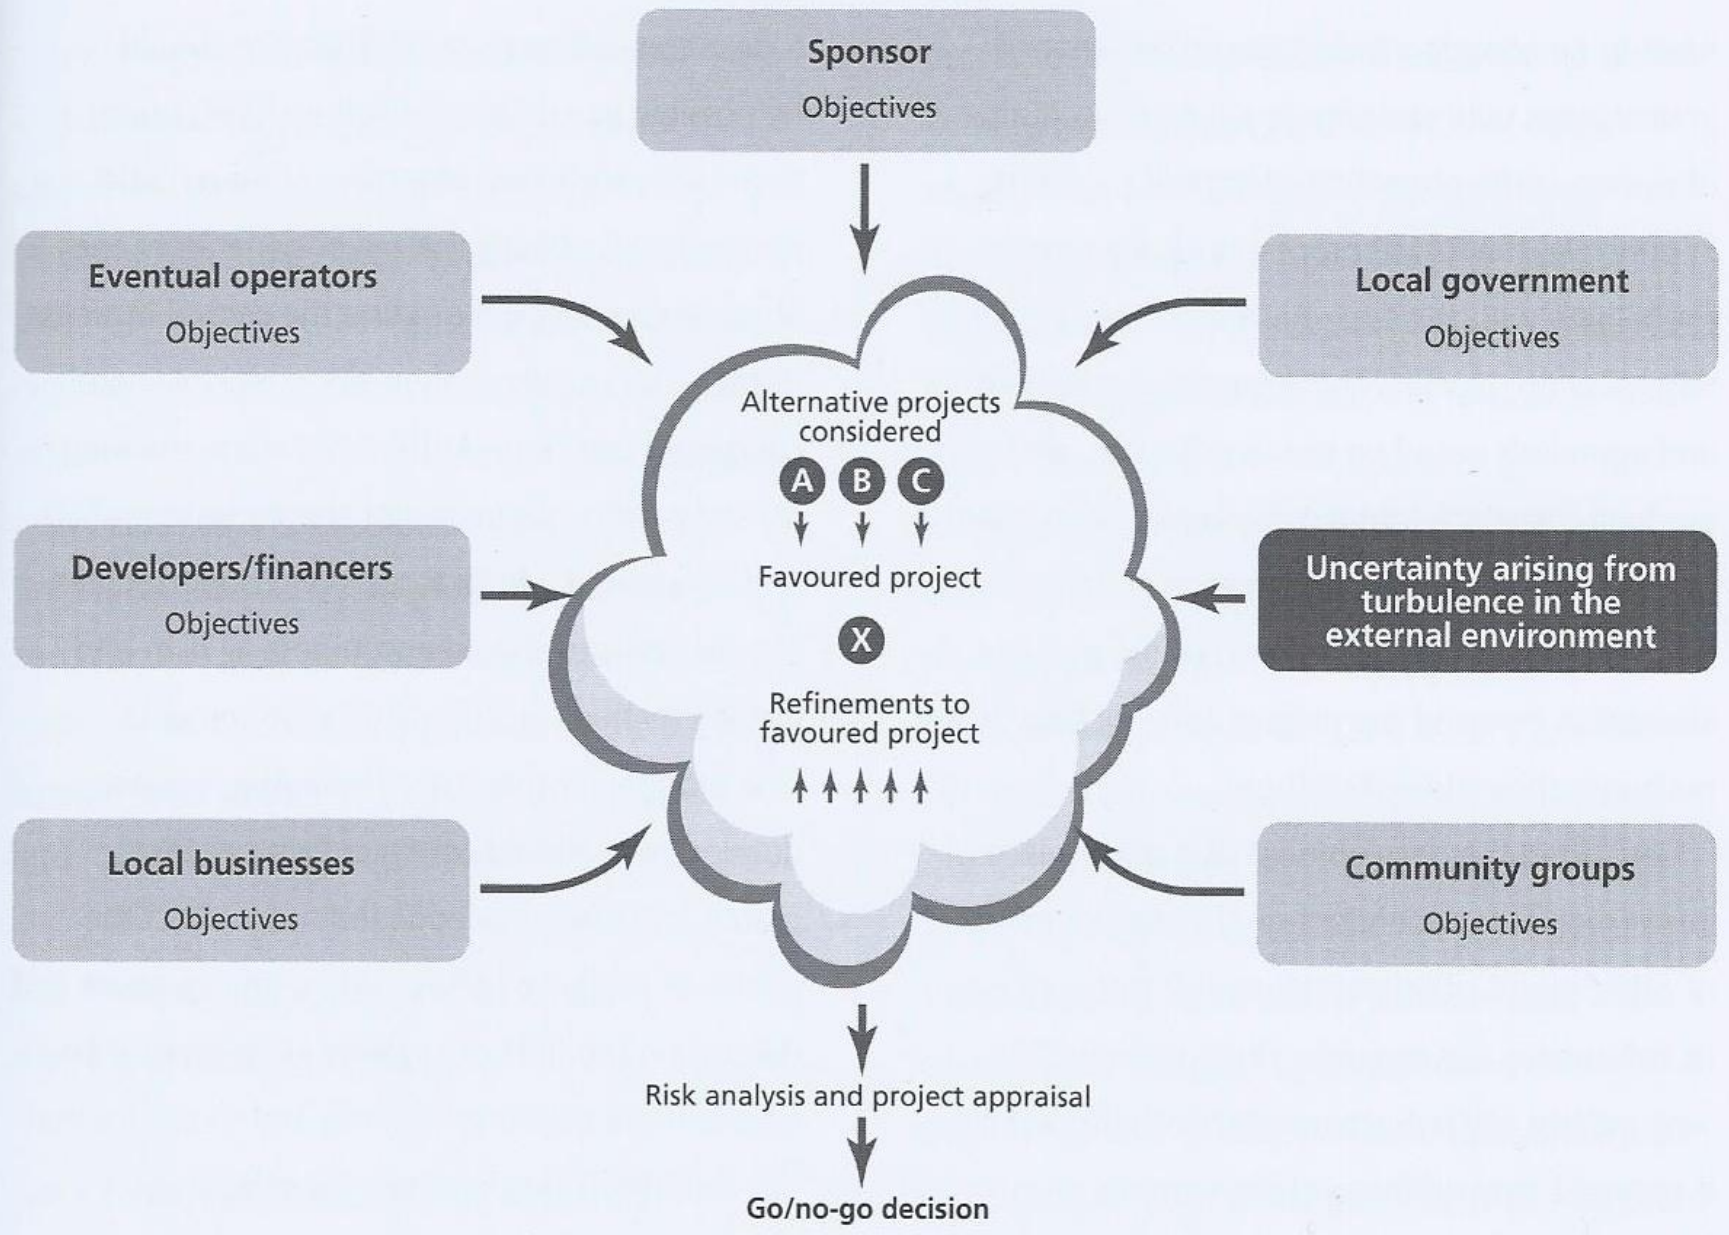 Sponsor
Objectives
Eventual operators
Objectives
Local government
Objectives
Alternative projects
considered
A B C
Favoured project
X
Refinements to
favoured project
Developers/financers
Objectives
Uncertainty arising from
turbulence in the
external environment
Local businesses
Objectives
Community groups
Objectives
Risk analysis and project appraisal
Go/no-go decision